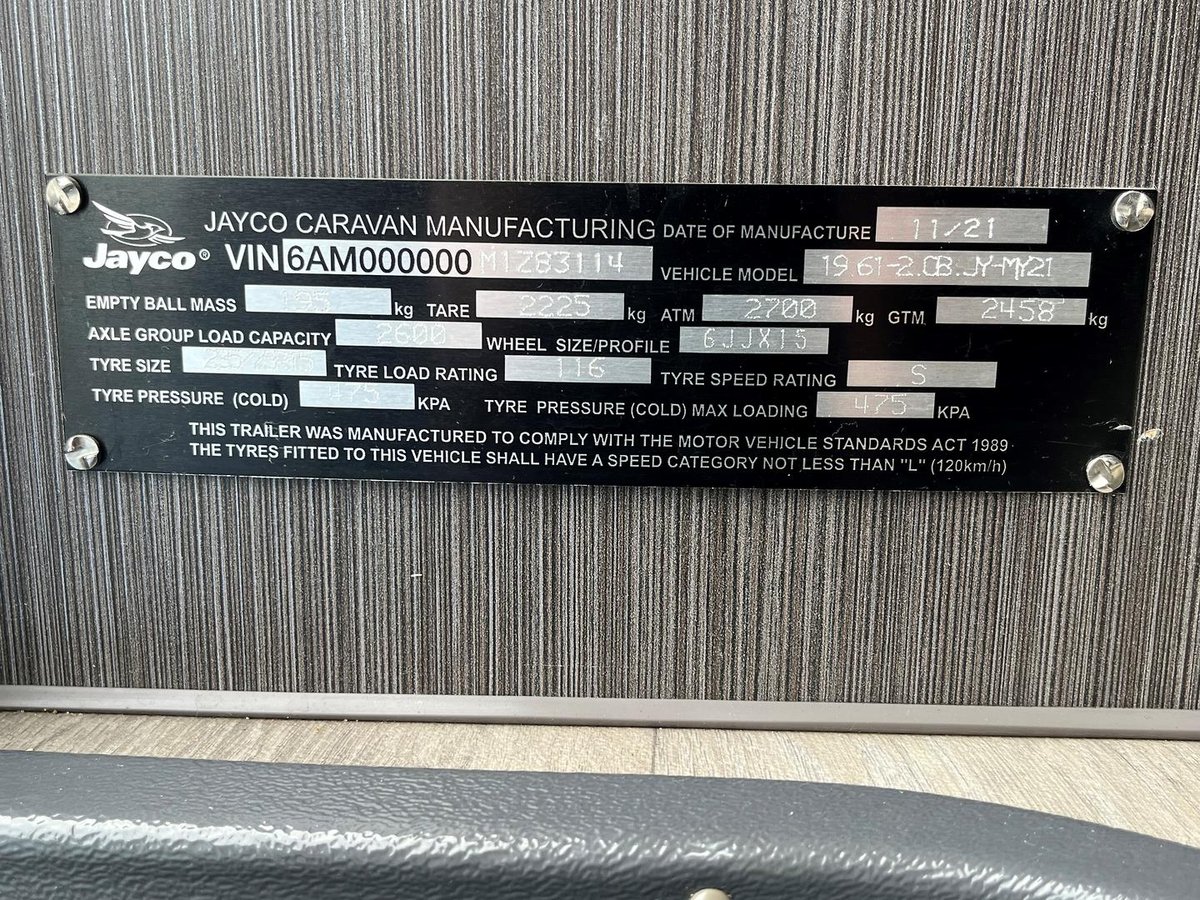 JAYCO CARAVAN MANUFACTURING DATE OF MANUFACTURE 11/21
Jayco® VIN 6AM000000M1Z83114 VEHICLE MODEL 19.61-2.OB.JY-MY21
EMPTY BALL MASS 195 kg TARE 2225 kg ATM 2700 kg GTM 2458 kg
AXLE GROUP LOAD CAPACITY 2600 WHEEL SIZE/PROFILE 6JJX15
TYRE SIZE TYRE LOAD RATING 116 TYRE SPEED RATING S
TYRE PRESSURE (COLD) 475 KPA TYRE PRESSURE (COLD) MAX LOADING 475 KPA
THIS TRAILER WAS MANUFACTURED TO COMPLY WITH THE MOTOR VEHICLE STANDARDS ACT 1989
THE TYRES FITTED TO THIS VEHICLE SHALL HAVE A SPEED CATEGORY NOT LESS THAN "L" (120km/h)